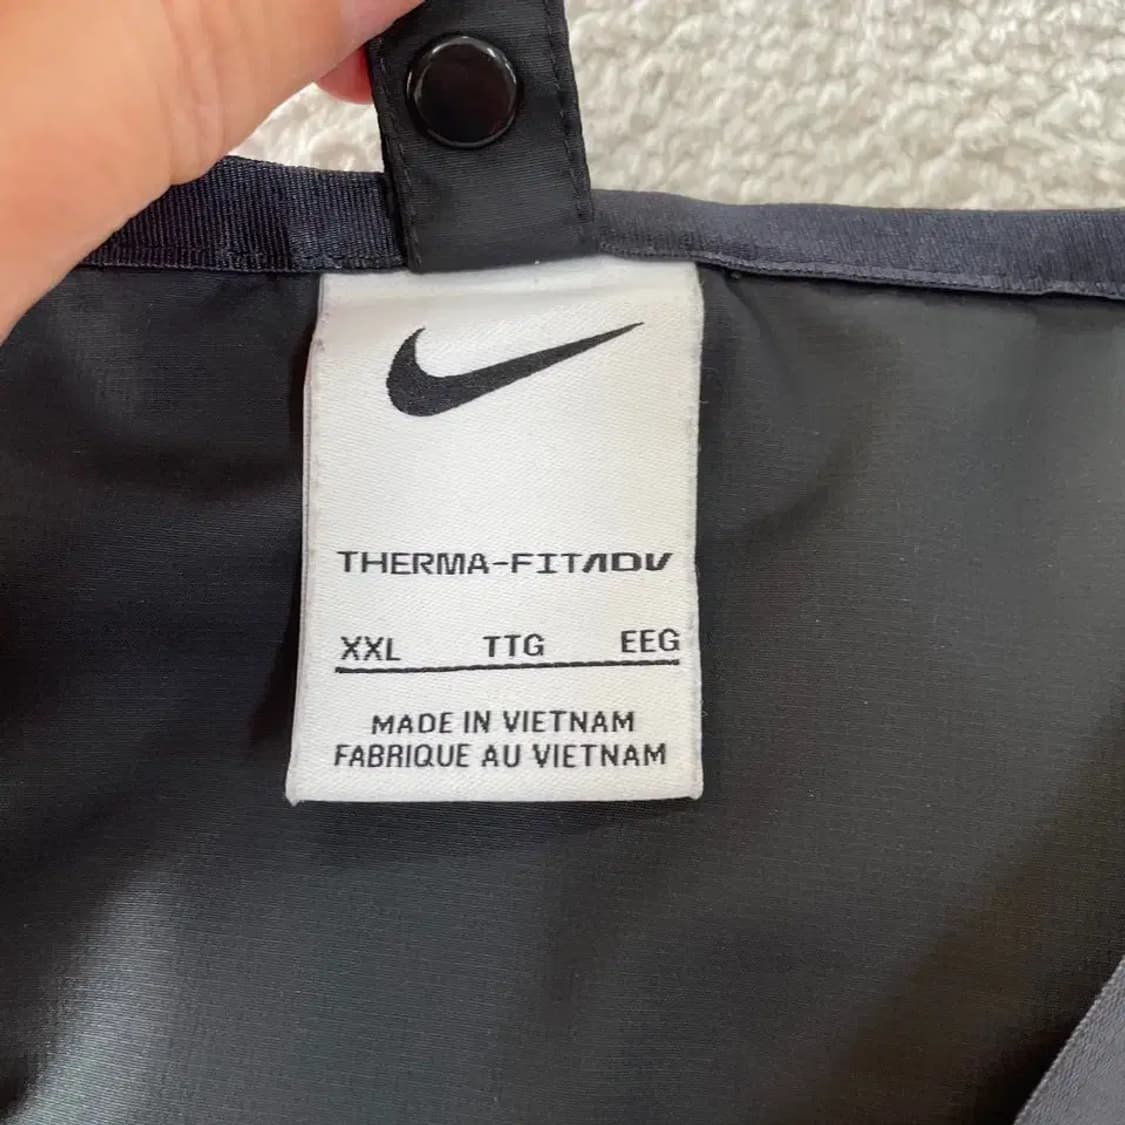 THERMA-FITADV
XXL TTG EEG
MADE IN VIETNAM
FABRIQUE AU VIETNAM